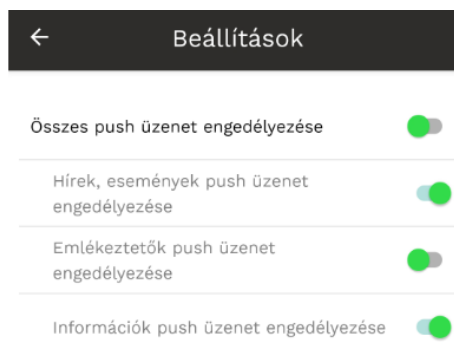 Beállítások
Összes push üzenet engedélyezése
Hírek, események push üzenet
engedélyezése
Emlékeztetők push üzenet
engedélyezése
Információk push üzenet engedélyezése